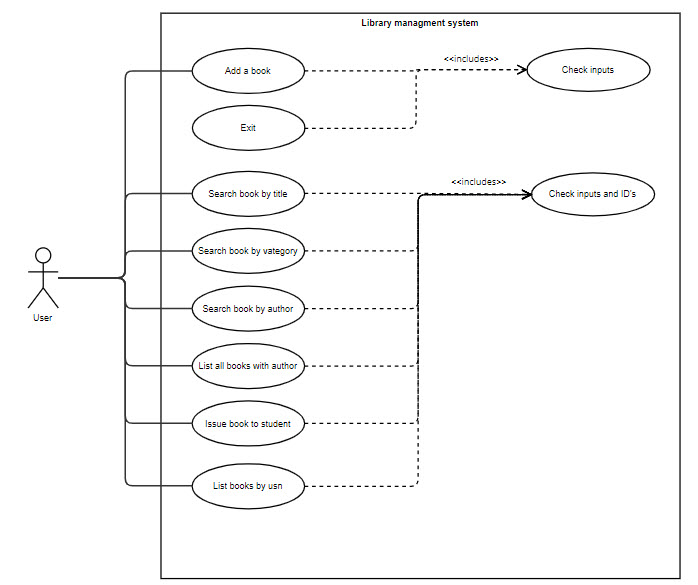 Library managment system
Add a book
<<includes>>
Check inputs
Exit
Search book by title
<<includes>>
Check inputs and ID's
Search book by vategory
Search book by author
User
List all books with author
Issue book to student
List books by usn